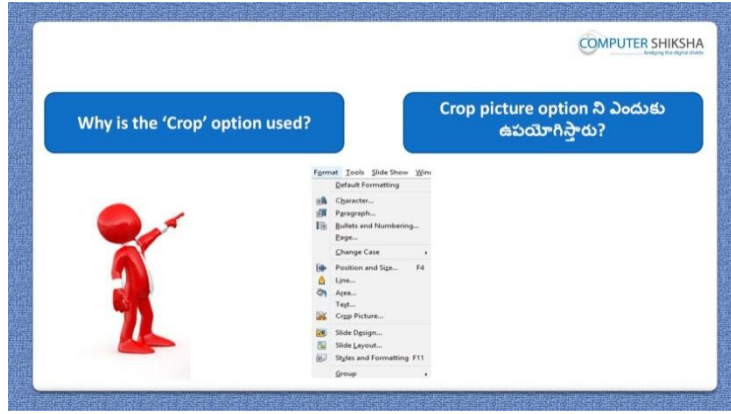 COMPUTER SHIKSHA
Bridging the digital divide
Why is the ‘Crop’ option used?
Crop picture option ని ఎందుకు
ఉపయోగిస్తారు?
Format Tools Slide Show Wind
Default Formatting
Character...
Paragraph...
Bullets and Numbering...
Page...
Change Case
Position and Size... F4
Line...
Area...
Text...
Crop Picture...
Slide Design...
Slide Layout...
Styles and Formatting F11
Group